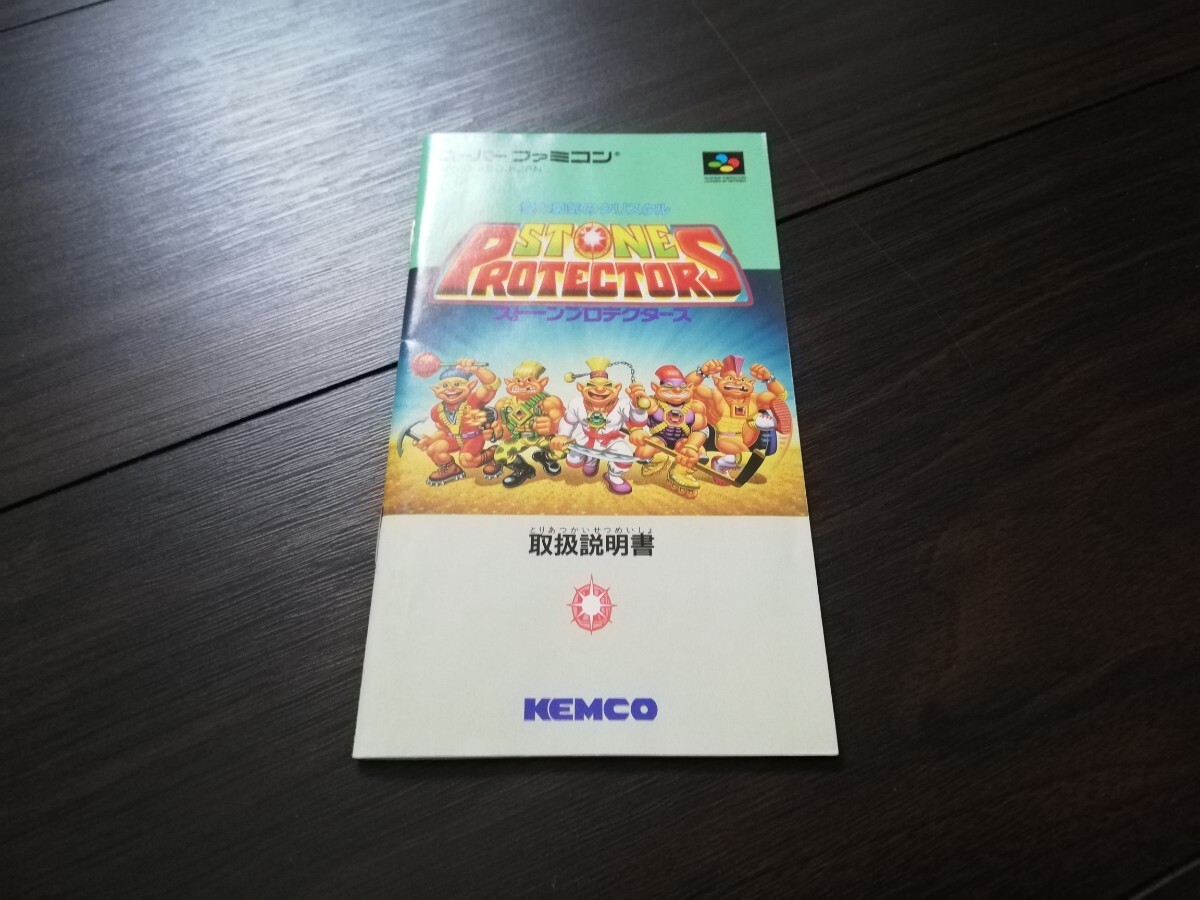 スーパーファミコン®
STONE
PROTECTORS
ストーンプロテクターズ
とりあつかいせつめいしょ
取扱説明書
KEMCO